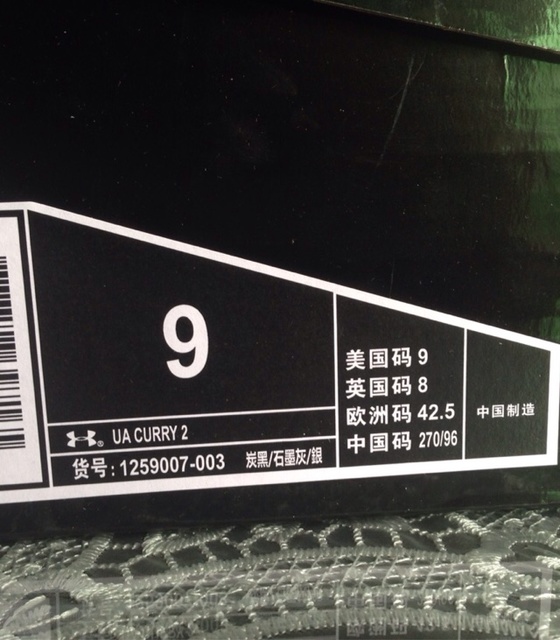 9
UA CURRY 2
货号: 1259007-003 炭黑/石墨灰/銀
美国码 9
英国码 8
欧洲码 42.5
中国码 270/96
中国制造